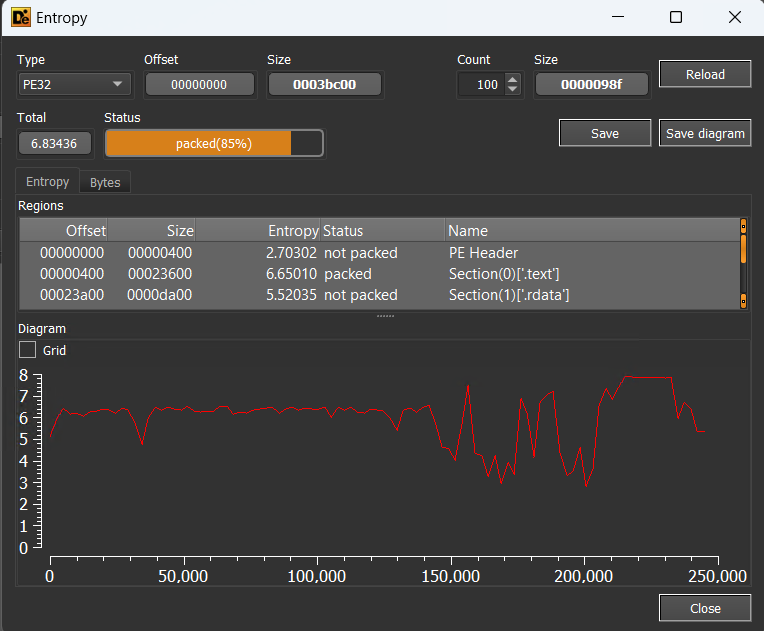 De Entropy
Type Offset Size Count Size
PE32 00000000 0003bc00 100 0000098f Reload
Total Status
6.83436 packed(85%) Save Save diagram
Entropy Bytes
Regions
Offset Size Entropy Status Name
00000000 00000400 2.70302 not packed PE Header
00000400 00023600 6.65010 packed Section(0)['.text']
00023a00 0000da00 5.52035 not packed Section(1)['.rdata']
Diagram
Grid
8
7
6
5
4
3
2
1
0
0 50,000 100,000 150,000 200,000 250,000
Close